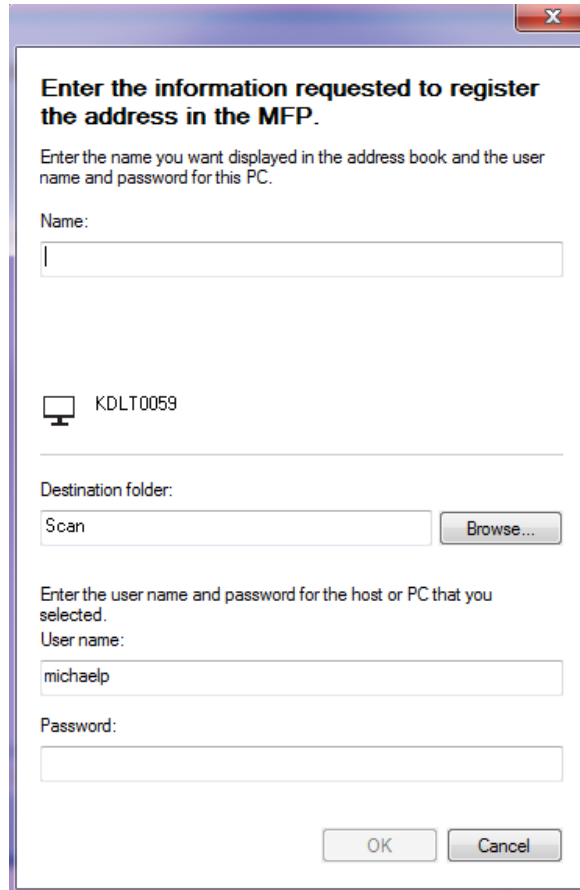 Enter the information requested to register
the address in the MFP.
Enter the name you want displayed in the address book and the user
name and password for this PC.
Name:
KDLT0059
Destination folder:
Scan
Browse...
Enter the user name and password for the host or PC that you
selected.
User name:
michaelp
Password:
OK
Cancel